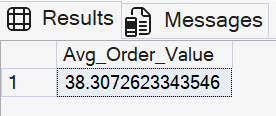 Results Messages
Avg_Order_Value
1 38.3072623343546